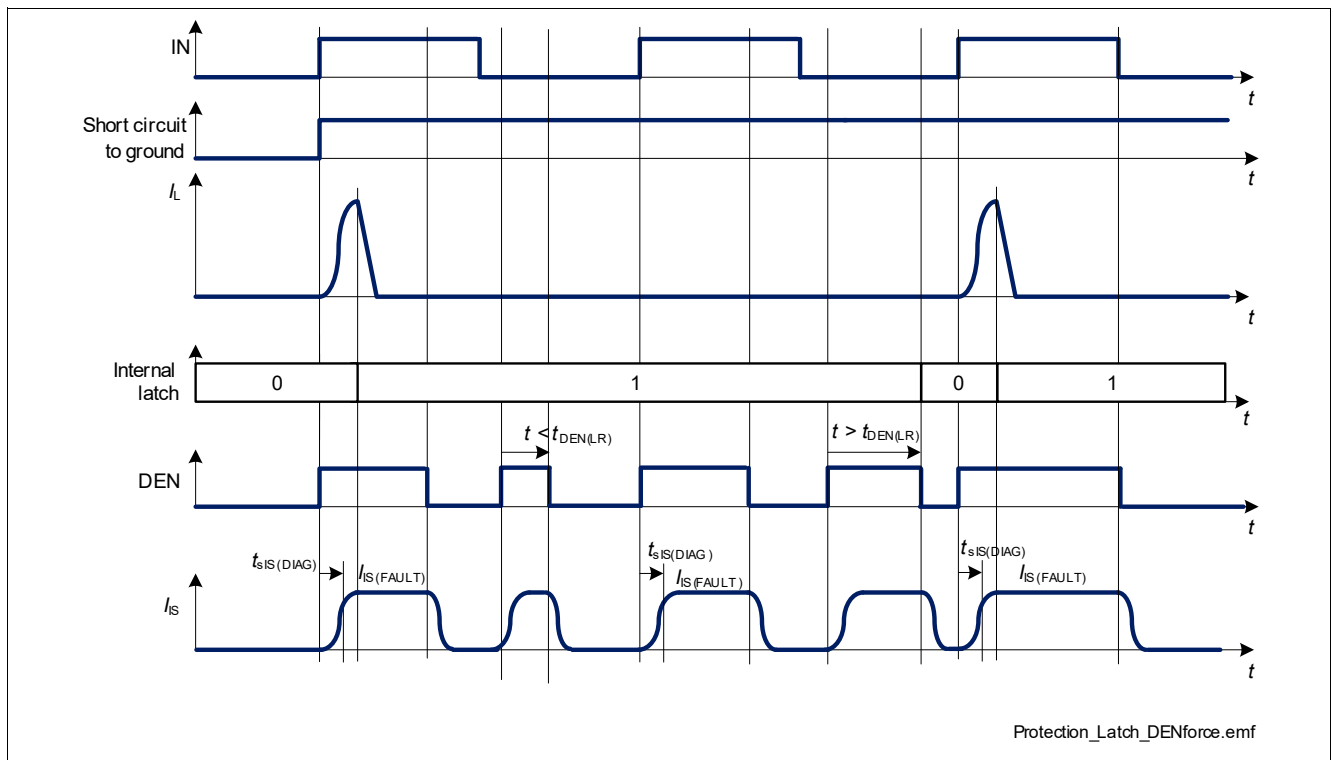 IN
t
Short circuit
to ground
t
IL
t
Internal
latch
0
1
0
1
t
t < tDEN(LR)
t > tDEN(LR)
DEN
t
tsIS(DIAG)
IIS(FAULT)
tsIS(DIAG)
IIS(FAULT)
tsIS(DIAG)
IIS(FAULT)
IIS
t
Protection_Latch_DENforce.emf